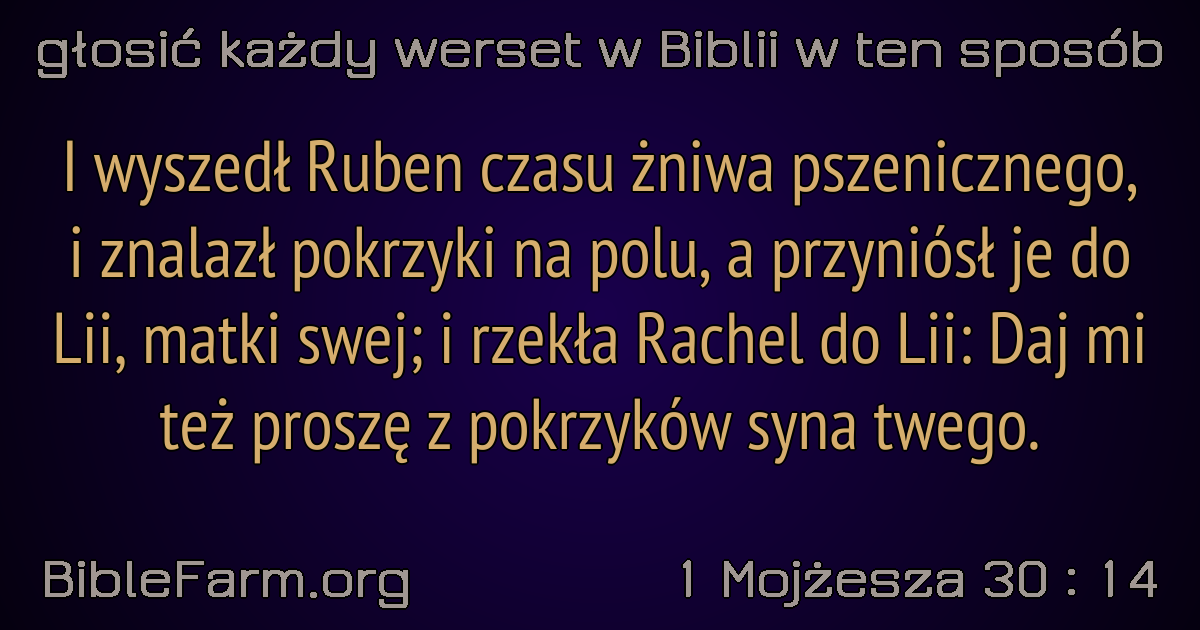 głosić każdy werset w Biblii w ten sposób
I wyszedł Ruben czasu żniwa pszenicznego,
i znalazł pokrzyki na polu, a przyniósł je do
Lii, matki swej; i rzekła Rachel do Lii: Daj mi
też proszę z pokrzyków syna twego.
BibleFarm.org
1 Mojżesza 30 : 14